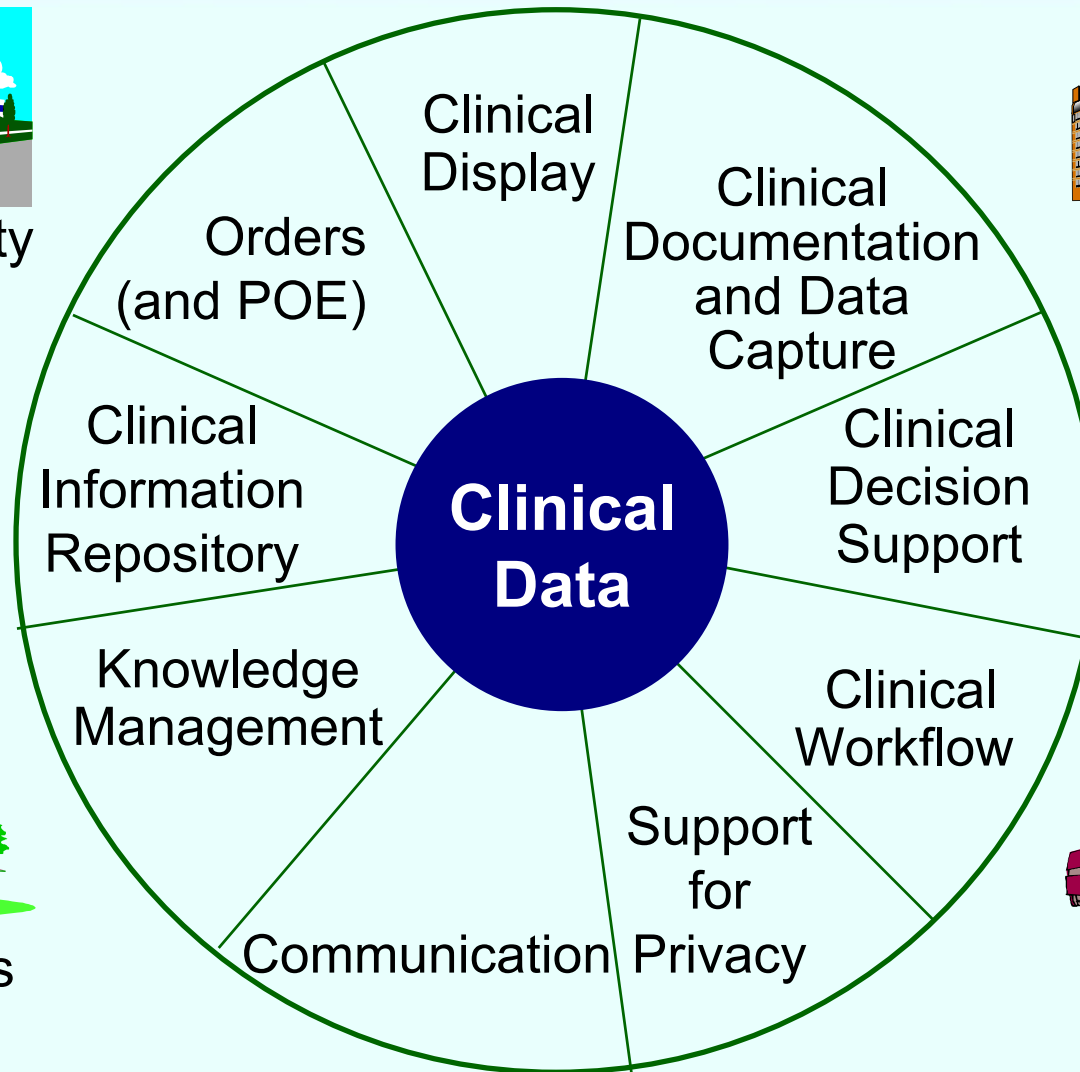 Clinical
Display
Clinical
Documentation
and Data
Capture
Clinical
Decision
Support
Clinical
Workflow
Support
for
Privacy
Communication
Knowledge
Management
Clinical
Information
Repository
Orders
(and POE)
Clinical
Data
ty
s